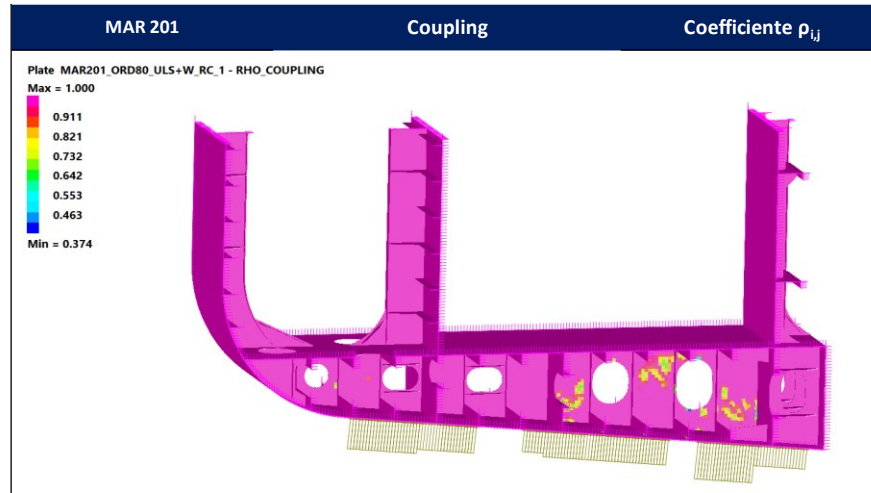 MAR 201 Coupling Coefficiente ρi,j
Plate MAR201_ORD80_ULS+W_RC_1 - RHO_COUPLING
Max = 1.000
0.911
0.821
0.732
0.642
0.553
0.463
Min = 0.374